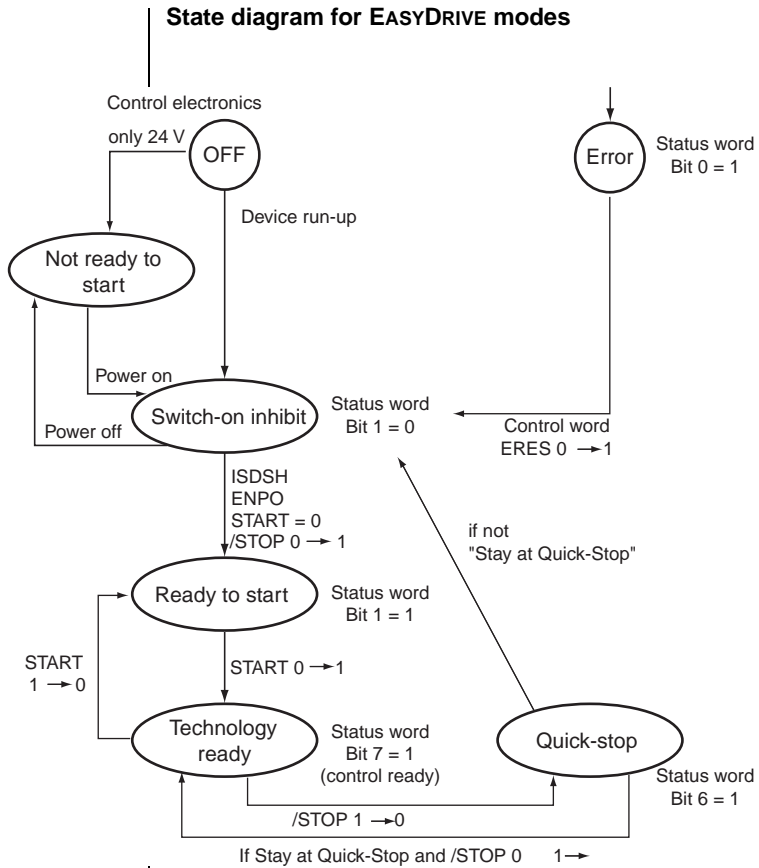 State diagram for EASYDRIVE modes
Control electronics
only 24 V
OFF
Error
Status word
Bit 0 = 1
Device run-up
Not ready to
start
Power on
Switch-on inhibit
Status word
Bit 1 = 0
Power off
Control word
ERES 0 → 1
ISDSH
ENPO
START = 0
/STOP 0 → 1
if not
"Stay at Quick-Stop"
Ready to start
Status word
Bit 1 = 1
START
1 → 0
START 0 → 1
Technology
ready
Status word
Bit 7 = 1
(control ready)
Quick-stop
Status word
Bit 6 = 1
/STOP 1 → 0
If Stay at Quick-Stop and /STOP 0 1 →